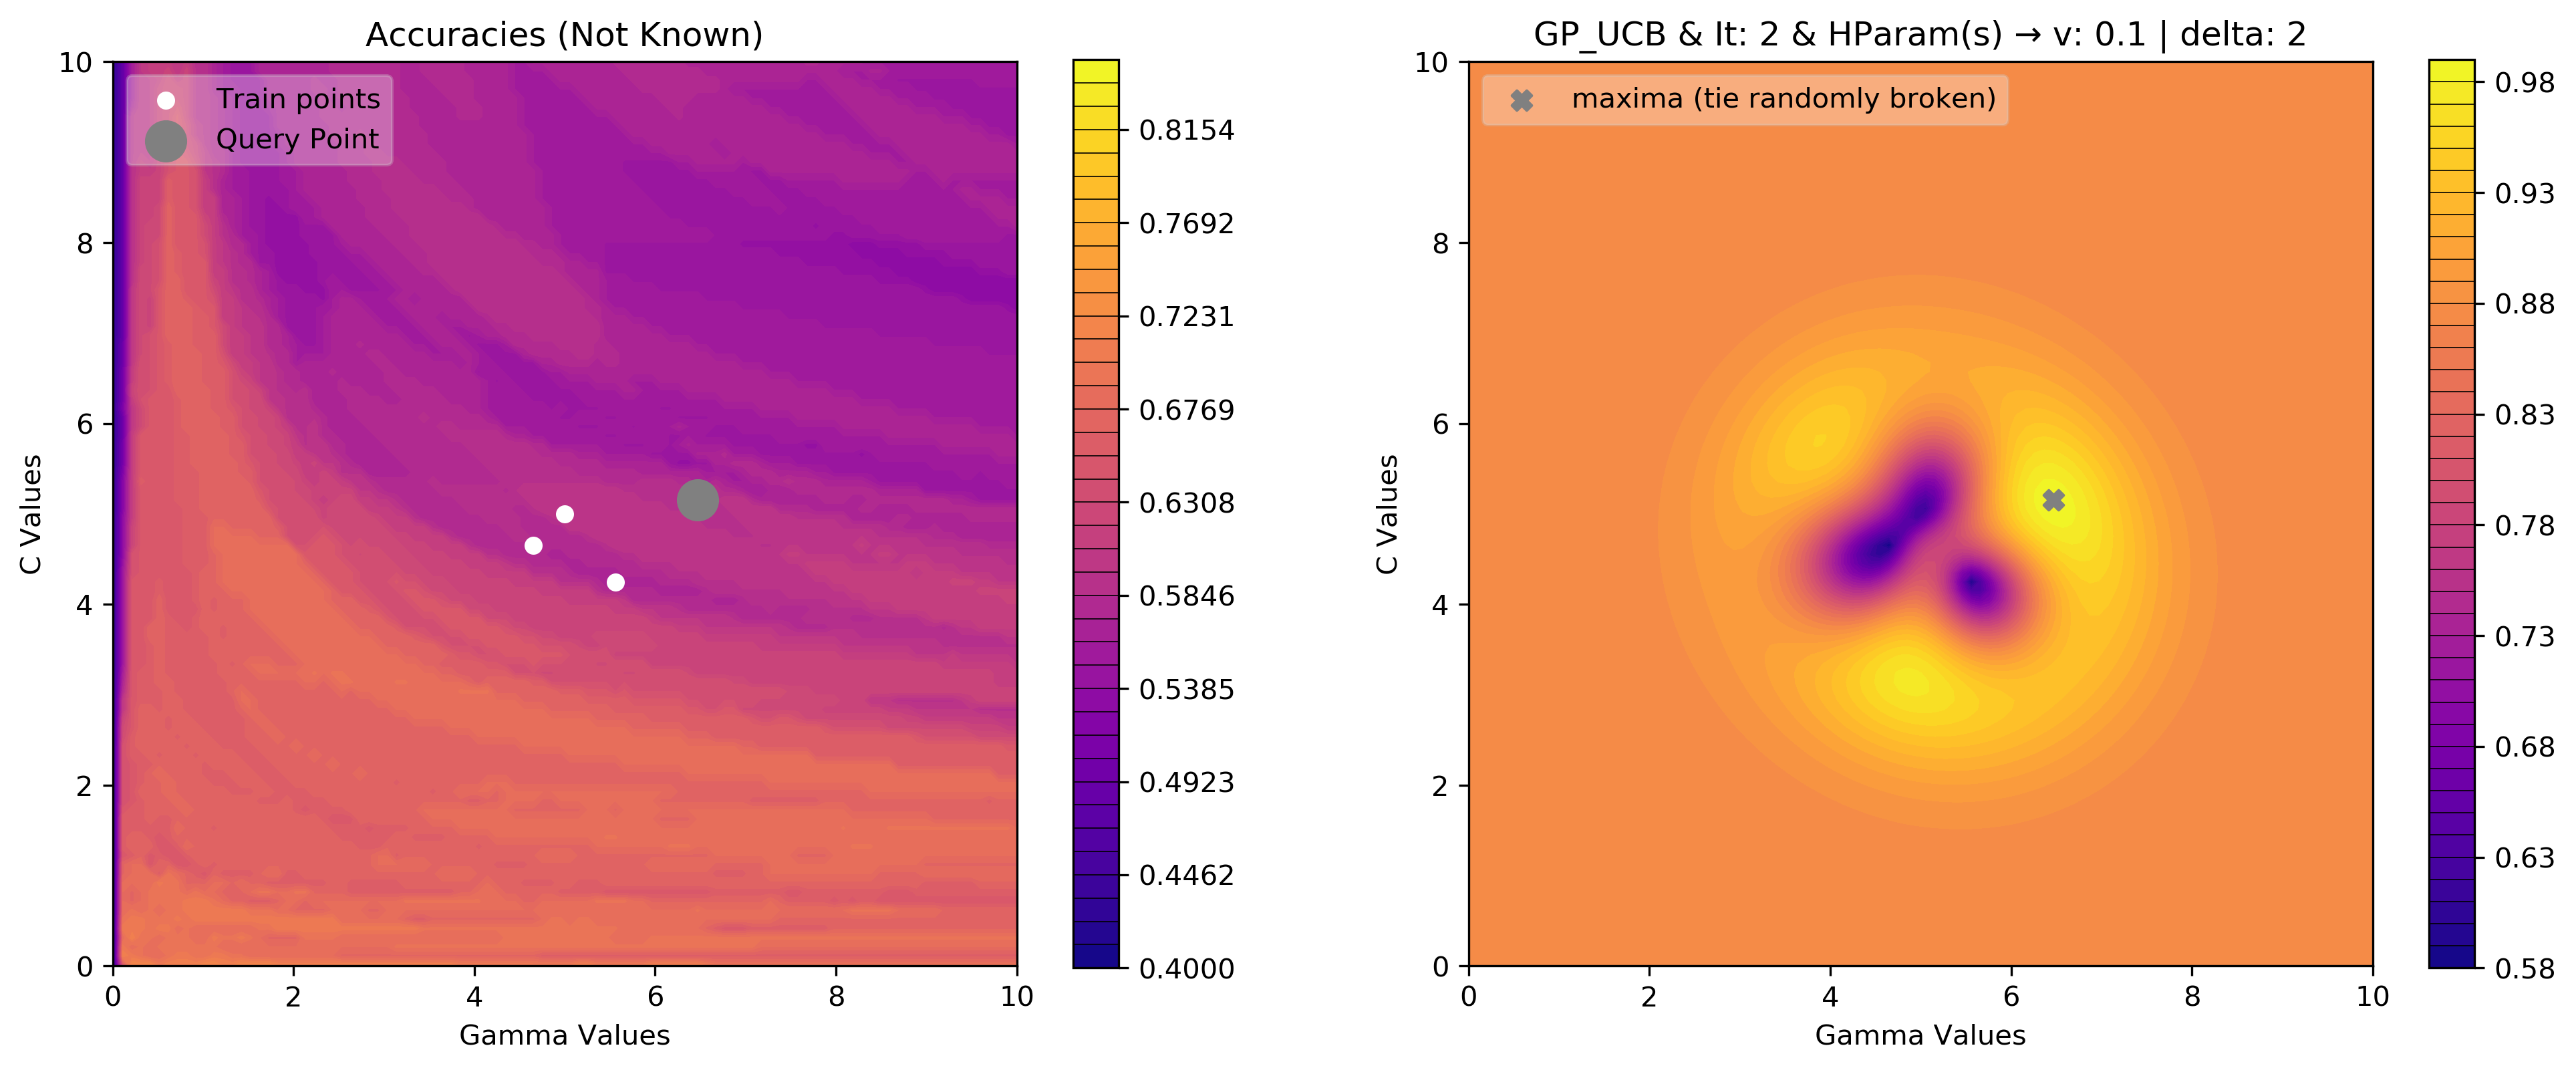 Accuracies (Not Known)
Train points
Query Point
10
8
6
4
2
0
C Values
0 2 4 6 8 10
Gamma Values
0.8154
0.7692
0.7231
0.6769
0.6308
0.5846
0.5385
0.4923
0.4462
0.4000
GP_UCB & It: 2 & HParam(s) → v: 0.1 | delta: 2
maxima (tie randomly broken)
10
8
6
4
2
0
C Values
0 2 4 6 8 10
Gamma Values
0.98
0.93
0.88
0.83
0.78
0.73
0.68
0.63
0.58